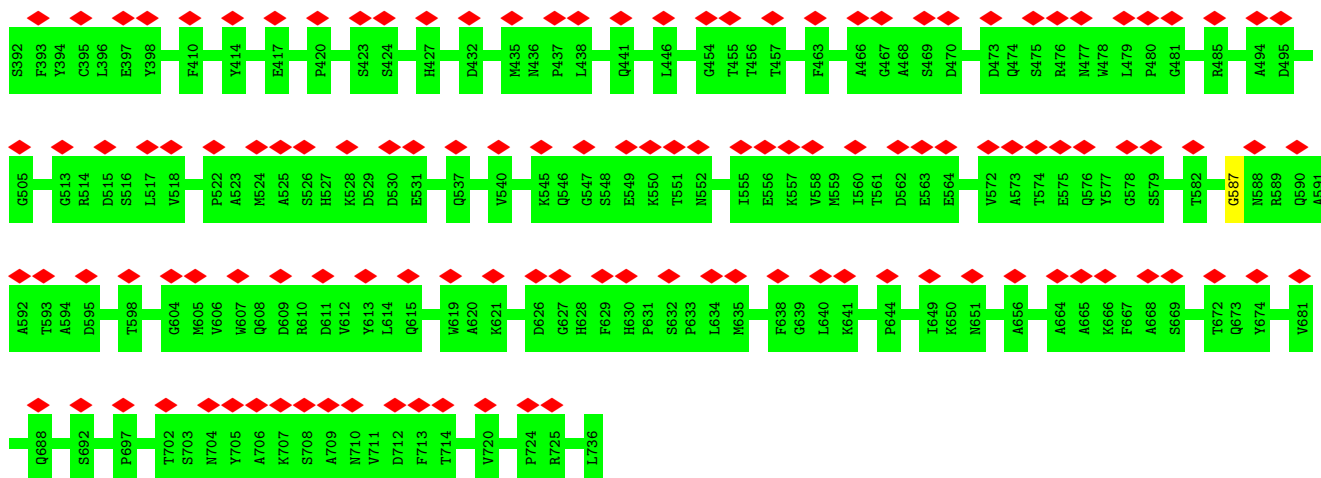 S392 F393 Y394 C395 L396 E397 Y398 F410 Y414 E417 P420 S423 S424 H427 D432 M435 N436 P437 L438 Q441 L446 G454 T455 T456 T457 F463 A466 G467 A468 S469 D470 D473 Q474 S475 R476 N477 W478 L479 P480 G481 R485 A494 D495
G505 G513 R514 D515 S516 L517 V518 P522 A523 M524 A525 S526 H527 K528 D529 D530 E531 Q537 V540 K545 Q546 G547 S548 E549 K550 T551 N552 I555 E556 K557 V558 M559 I560 T561 D562 E563 E564 V572 A573 T574 E575 Q576 Y577 G578 S579 T582 G587 N588 R589 Q590 A591
A592 T593 A594 D595 T598 G604 M605 V606 W607 Q608 D609 R610 D611 V612 Y613 L614 Q615 W619 A620 K621 D626 G627 H628 F629 H630 P631 S632 P633 L634 M635 F638 G639 L640 K641 P644 I649 K650 N651 A656 A664 A665 K666 F667 A668 S669 T672 Q673 Y674 V681
Q688 S692 P697 T702 S703 N704 Y705 A706 K707 S708 A709 N710 V711 D712 F713 T714 V720 P724 R725 L736